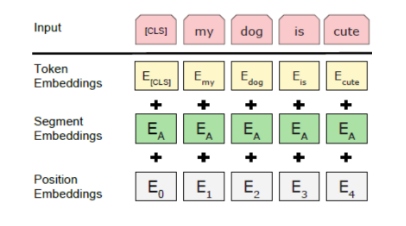 Input [CLS] my dog is cute
Token
Embeddings E[CLS] Emy Edog Eis Ecute
+ + + + +
Segment
Embeddings EA EA EA EA EA
+ + + + +
Position
Embeddings E0 E1 E2 E3 E4